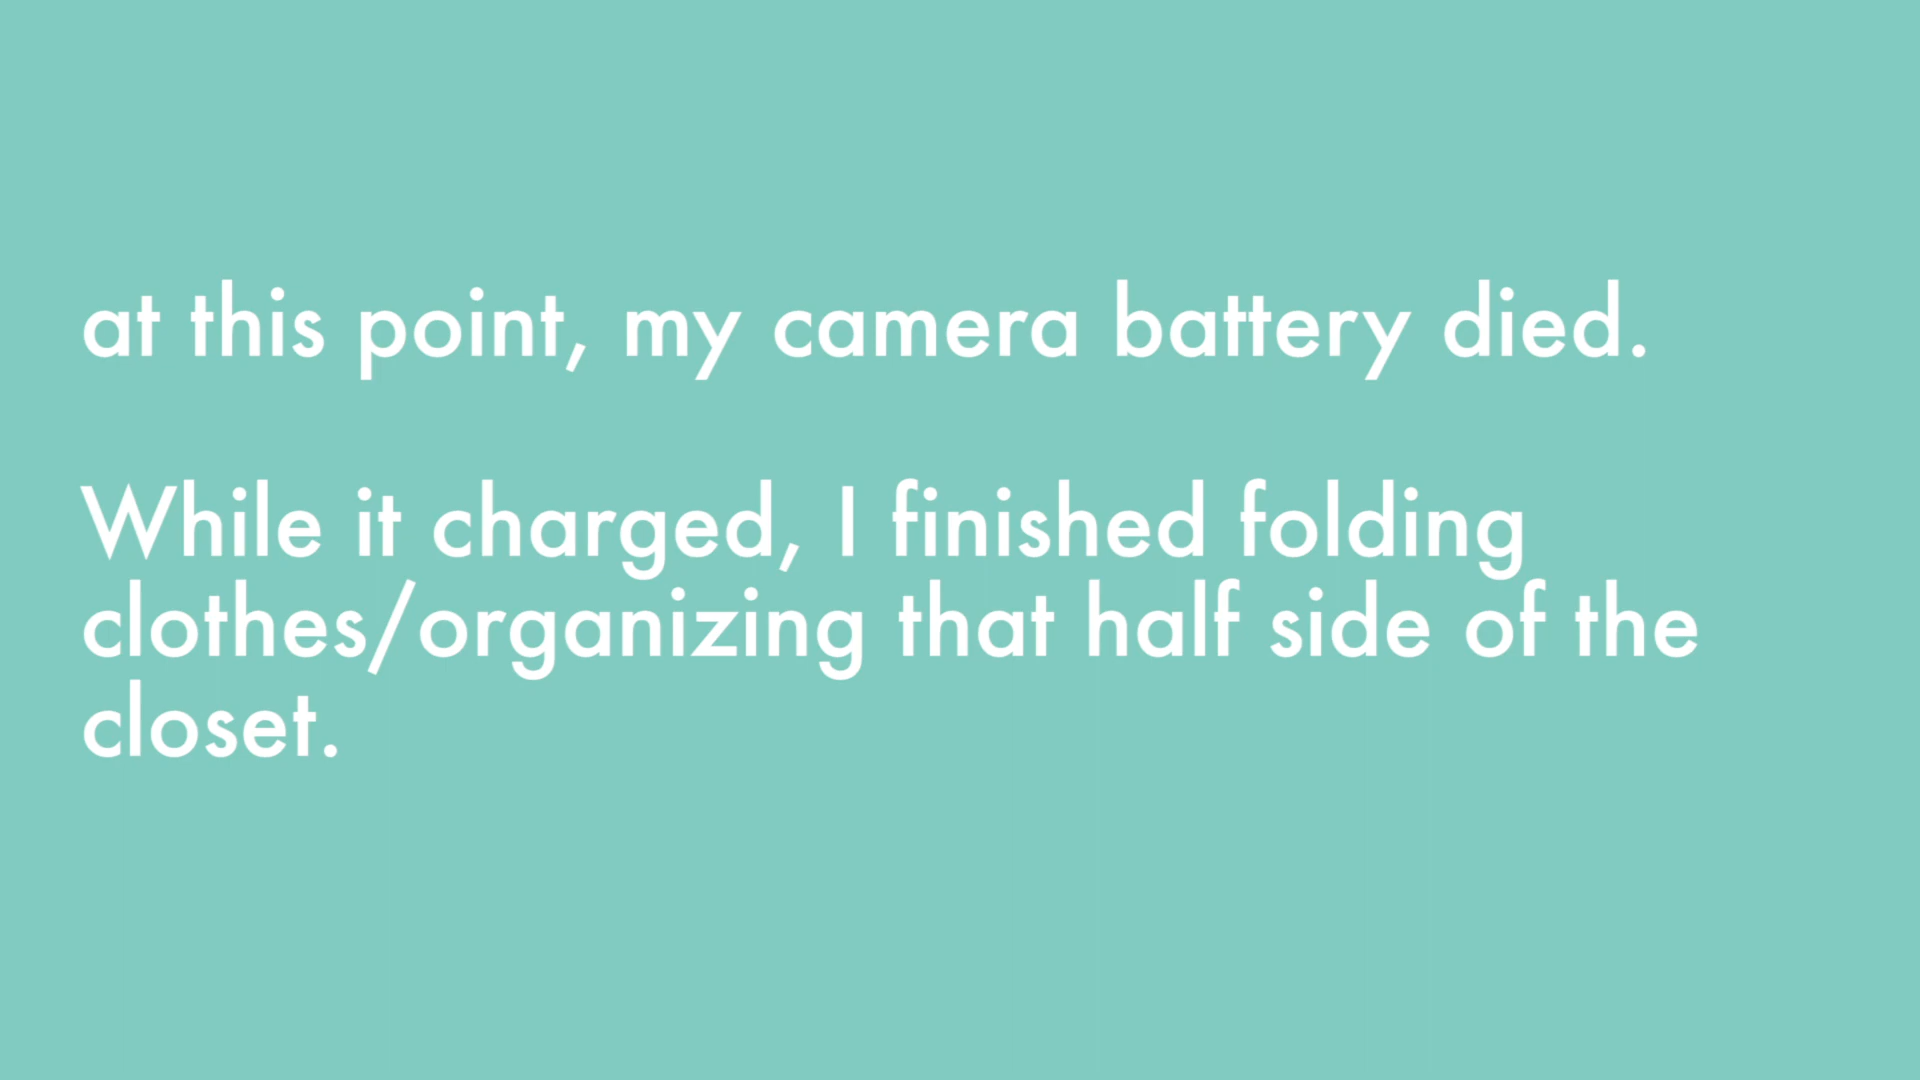 at this point, my camera battery died.
While it charged, I finished folding
clothes/organizing that half side of the
closet.